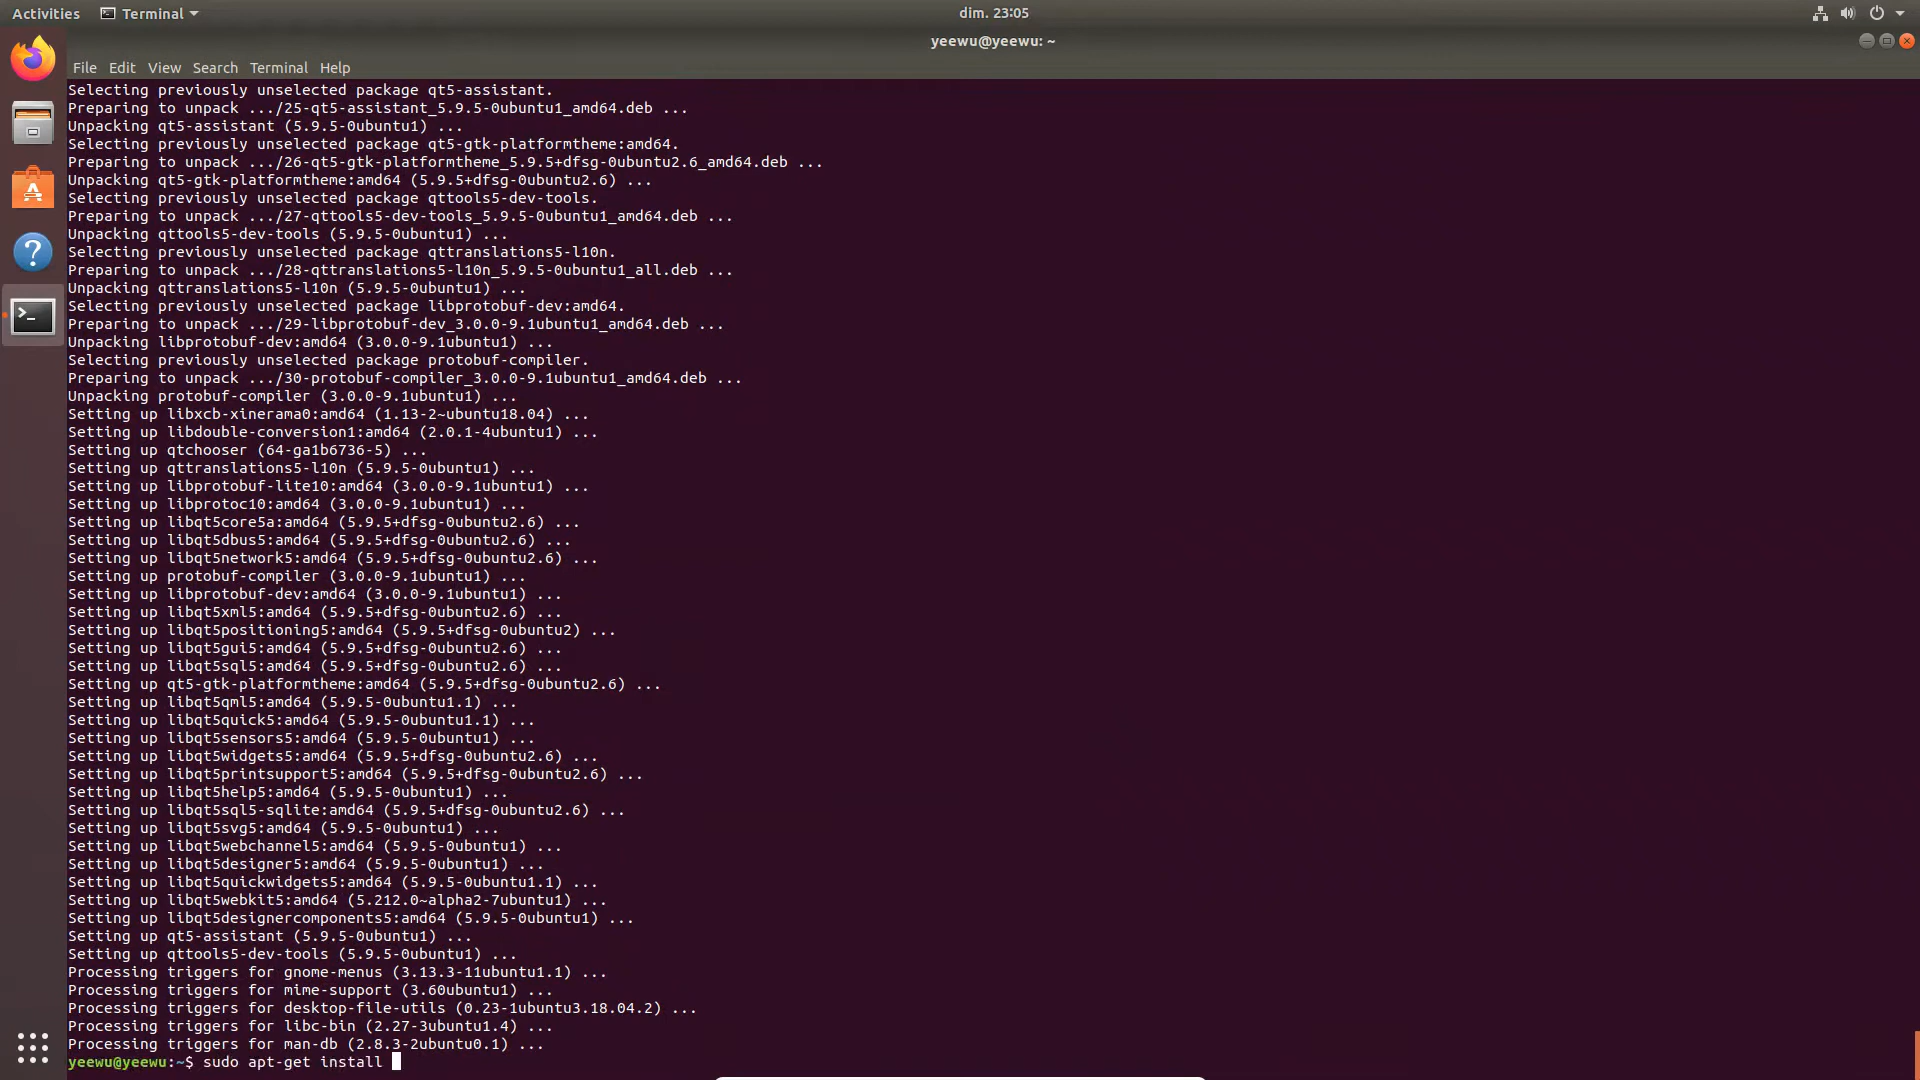 Activities Terminal dim. 23:05
yeewu@yeewu: ~
File Edit View Search Terminal Help
Selecting previously unselected package qt5-assistant.
Preparing to unpack .../25-qt5-assistant_5.9.5-0ubuntu1_amd64.deb ...
Unpacking qt5-assistant (5.9.5-0ubuntu1) ...
Selecting previously unselected package qt5-gtk-platformtheme:amd64.
Preparing to unpack .../26-qt5-gtk-platformtheme_5.9.5+dfsg-0ubuntu2.6_amd64.deb ...
Unpacking qt5-gtk-platformtheme:amd64 (5.9.5+dfsg-0ubuntu2.6) ...
Selecting previously unselected package qttools5-dev-tools.
Preparing to unpack .../27-qttools5-dev-tools_5.9.5-0ubuntu1_amd64.deb ...
Unpacking qttools5-dev-tools (5.9.5-0ubuntu1) ...
Selecting previously unselected package qttranslations5-l10n.
Preparing to unpack .../28-qttranslations5-l10n_5.9.5-0ubuntu1_all.deb ...
Unpacking qttranslations5-l10n (5.9.5-0ubuntu1) ...
Selecting previously unselected package libprotobuf-dev:amd64.
Preparing to unpack .../29-libprotobuf-dev_3.0.0-9.1ubuntu1_amd64.deb ...
Unpacking libprotobuf-dev:amd64 (3.0.0-9.1ubuntu1) ...
Selecting previously unselected package protobuf-compiler.
Preparing to unpack .../30-protobuf-compiler_3.0.0-9.1ubuntu1_amd64.deb ...
Unpacking protobuf-compiler (3.0.0-9.1ubuntu1) ...
Setting up libxcb-xinerama0:amd64 (1.13-2~ubuntu18.04) ...
Setting up libdouble-conversion1:amd64 (2.0.1-4ubuntu1) ...
Setting up qtchooser (64-ga1b6736-5) ...
Setting up qttranslations5-l10n (5.9.5-0ubuntu1) ...
Setting up libprotobuf-lite10:amd64 (3.0.0-9.1ubuntu1) ...
Setting up libprotoc10:amd64 (3.0.0-9.1ubuntu1) ...
Setting up libqt5core5a:amd64 (5.9.5+dfsg-0ubuntu2.6) ...
Setting up libqt5dbus5:amd64 (5.9.5+dfsg-0ubuntu2.6) ...
Setting up libqt5network5:amd64 (5.9.5+dfsg-0ubuntu2.6) ...
Setting up protobuf-compiler (3.0.0-9.1ubuntu1) ...
Setting up libprotobuf-dev:amd64 (3.0.0-9.1ubuntu1) ...
Setting up libqt5xml5:amd64 (5.9.5+dfsg-0ubuntu2.6) ...
Setting up libqt5positioning5:amd64 (5.9.5+dfsg-0ubuntu2) ...
Setting up libqt5gui5:amd64 (5.9.5+dfsg-0ubuntu2.6) ...
Setting up libqt5sql5:amd64 (5.9.5+dfsg-0ubuntu2.6) ...
Setting up qt5-gtk-platformtheme:amd64 (5.9.5+dfsg-0ubuntu2.6) ...
Setting up libqt5qml5:amd64 (5.9.5-0ubuntu1.1) ...
Setting up libqt5quick5:amd64 (5.9.5-0ubuntu1.1) ...
Setting up libqt5sensors5:amd64 (5.9.5-0ubuntu1) ...
Setting up libqt5widgets5:amd64 (5.9.5+dfsg-0ubuntu2.6) ...
Setting up libqt5printsupport5:amd64 (5.9.5+dfsg-0ubuntu2.6) ...
Setting up libqt5help5:amd64 (5.9.5-0ubuntu1) ...
Setting up libqt5sql5-sqlite:amd64 (5.9.5+dfsg-0ubuntu2.6) ...
Setting up libqt5svg5:amd64 (5.9.5-0ubuntu1) ...
Setting up libqt5webchannel5:amd64 (5.9.5-0ubuntu1) ...
Setting up libqt5designer5:amd64 (5.9.5-0ubuntu1) ...
Setting up libqt5quickwidgets5:amd64 (5.9.5-0ubuntu1.1) ...
Setting up libqt5webkit5:amd64 (5.212.0~alpha2-7ubuntu1) ...
Setting up libqt5designercomponents5:amd64 (5.9.5-0ubuntu1) ...
Setting up qt5-assistant (5.9.5-0ubuntu1) ...
Setting up qttools5-dev-tools (5.9.5-0ubuntu1) ...
Processing triggers for gnome-menus (3.13.3-11ubuntu1.1) ...
Processing triggers for mime-support (3.60ubuntu1) ...
Processing triggers for desktop-file-utils (0.23-1ubuntu3.18.04.2) ...
Processing triggers for libc-bin (2.27-3ubuntu1.4) ...
Processing triggers for man-db (2.8.3-2ubuntu0.1) ...
yeewu@yeewu:~$ sudo apt-get install